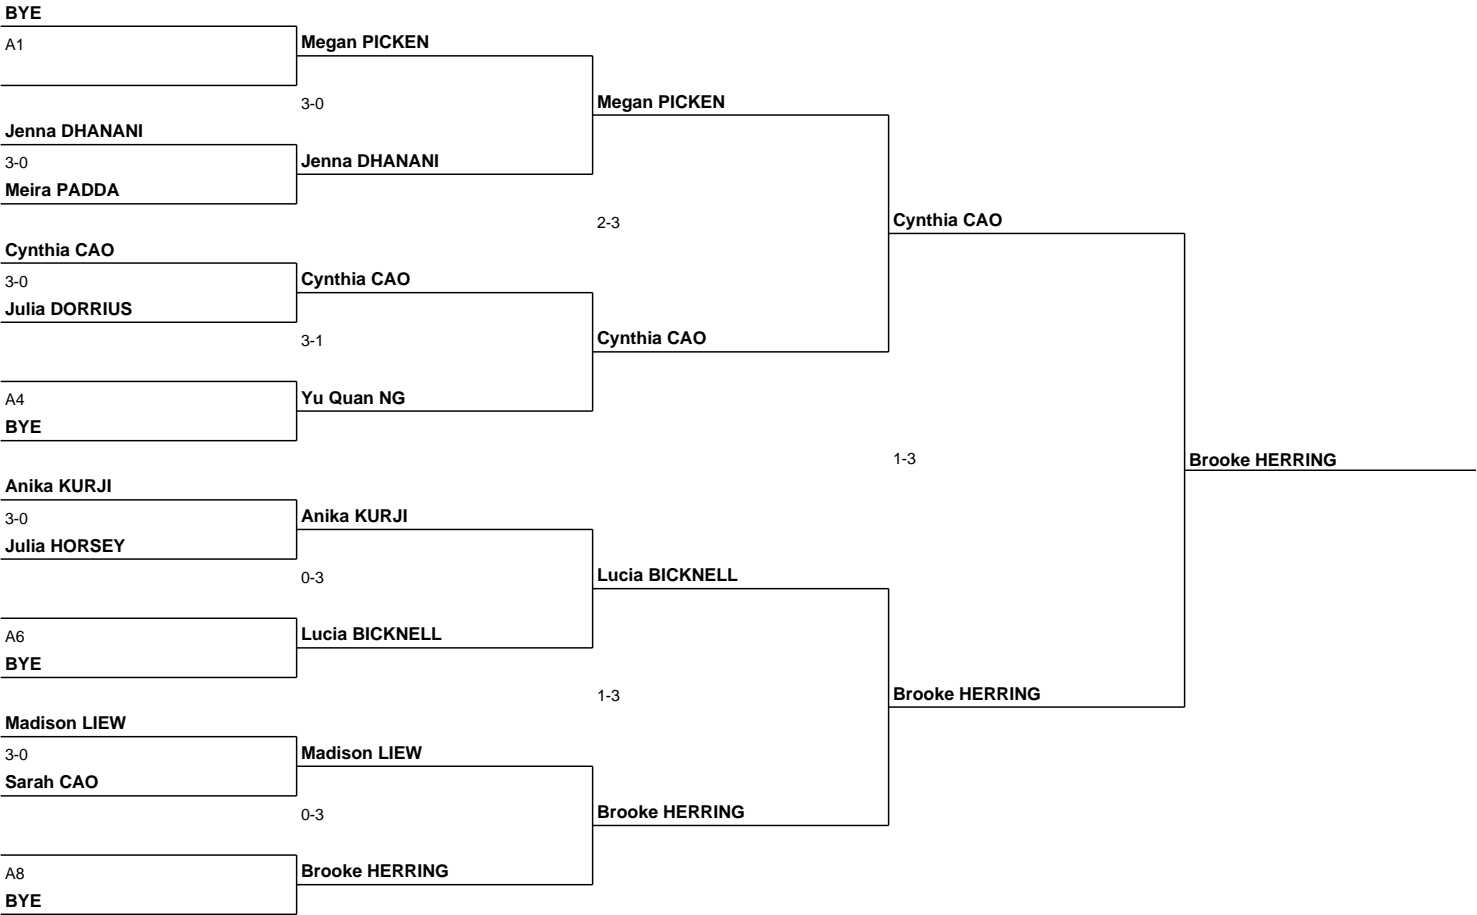 BYE
A1
Megan PICKEN
3-0
Megan PICKEN
Jenna DHANANI
3-0
Jenna DHANANI
Meira PADDA
2-3
Cynthia CAO
Cynthia CAO
3-0
Cynthia CAO
Julia DORRIUS
3-1
Cynthia CAO
A4
Yu Quan NG
BYE
1-3
Brooke HERRING
Anika KURJI
3-0
Anika KURJI
Julia HORSEY
0-3
Lucia BICKNELL
A6
Lucia BICKNELL
BYE
1-3
Brooke HERRING
Madison LIEW
3-0
Madison LIEW
Sarah CAO
0-3
Brooke HERRING
A8
Brooke HERRING
BYE